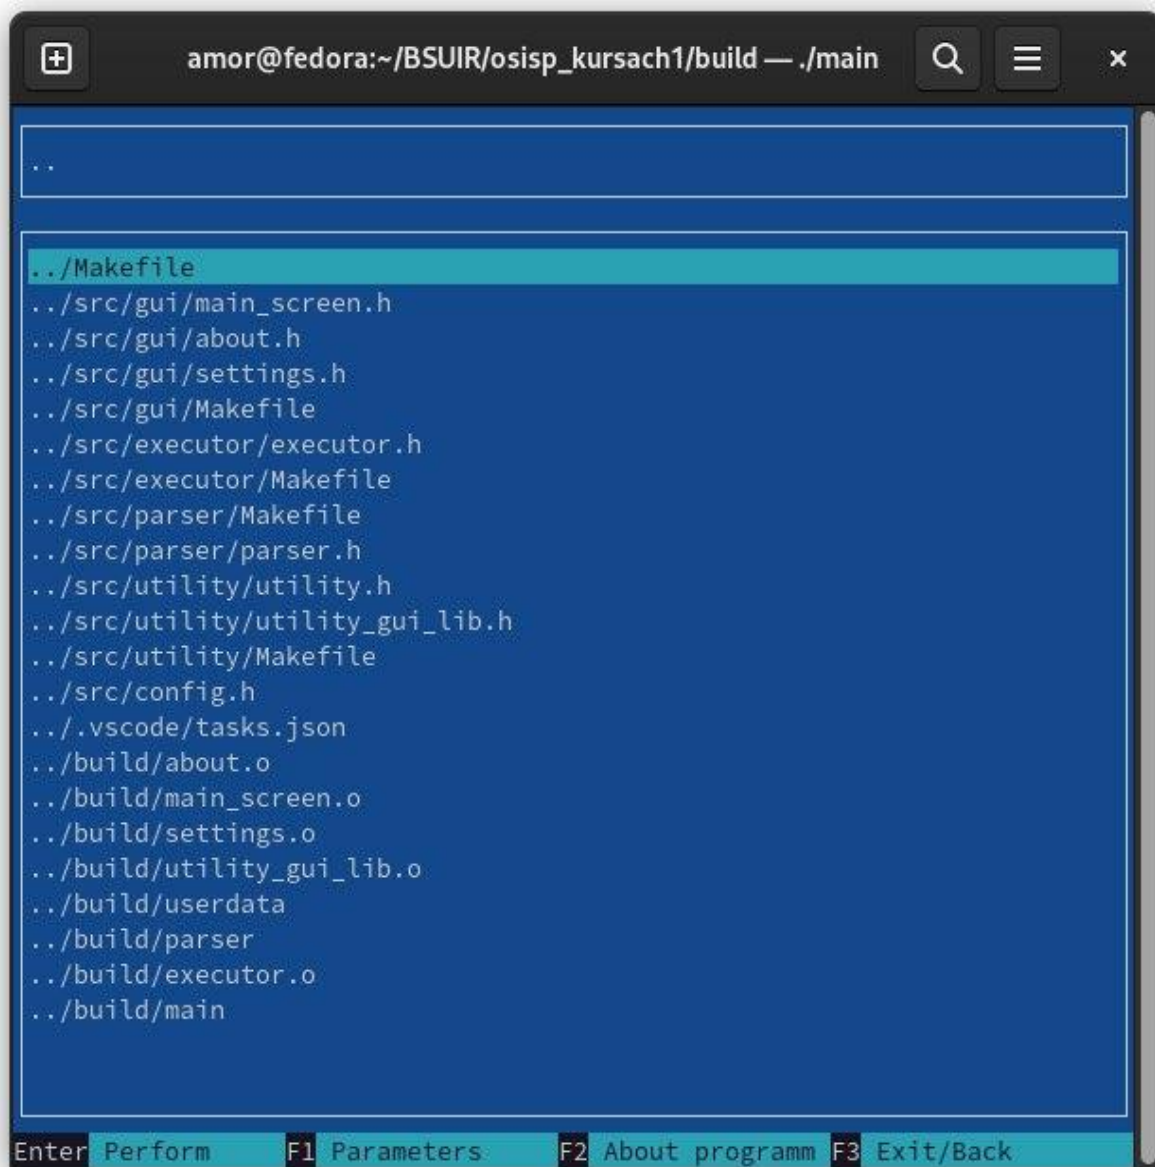 amor@fedora:~/BSUIR/osisp_kursach1/build — ./main
..
../Makefile
../src/gui/main_screen.h
../src/gui/about.h
../src/gui/settings.h
../src/gui/Makefile
../src/executor/executor.h
../src/executor/Makefile
../src/parser/Makefile
../src/parser/parser.h
../src/utility/utility.h
../src/utility/utility_gui_lib.h
../src/utility/Makefile
../src/config.h
../.vscode/tasks.json
../build/about.o
../build/main_screen.o
../build/settings.o
../build/utility_gui_lib.o
../build/userdata
../build/parser
../build/executor.o
../build/main
Enter Perform F1 Parameters F2 About programm F3 Exit/Back